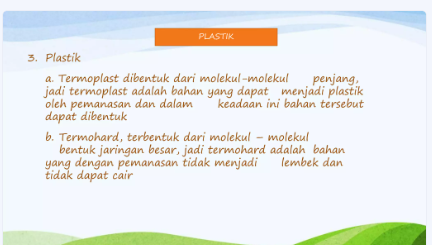 PLASTIK
3. Plastik
a. Termoplast dibentuk dari molekul-molekul penjang,
jadi termoplast adalah bahan yang dapat menjadi plastik
oleh pemanasan dan dalam keadaan ini bahan tersebut
dapat dibentuk
b. Termohard, terbentuk dari molekul – molekul
bentuk jaringan besar, jadi termohard adalah bahan
yang dengan pemanasan tidak menjadi lembek dan
tidak dapat cair